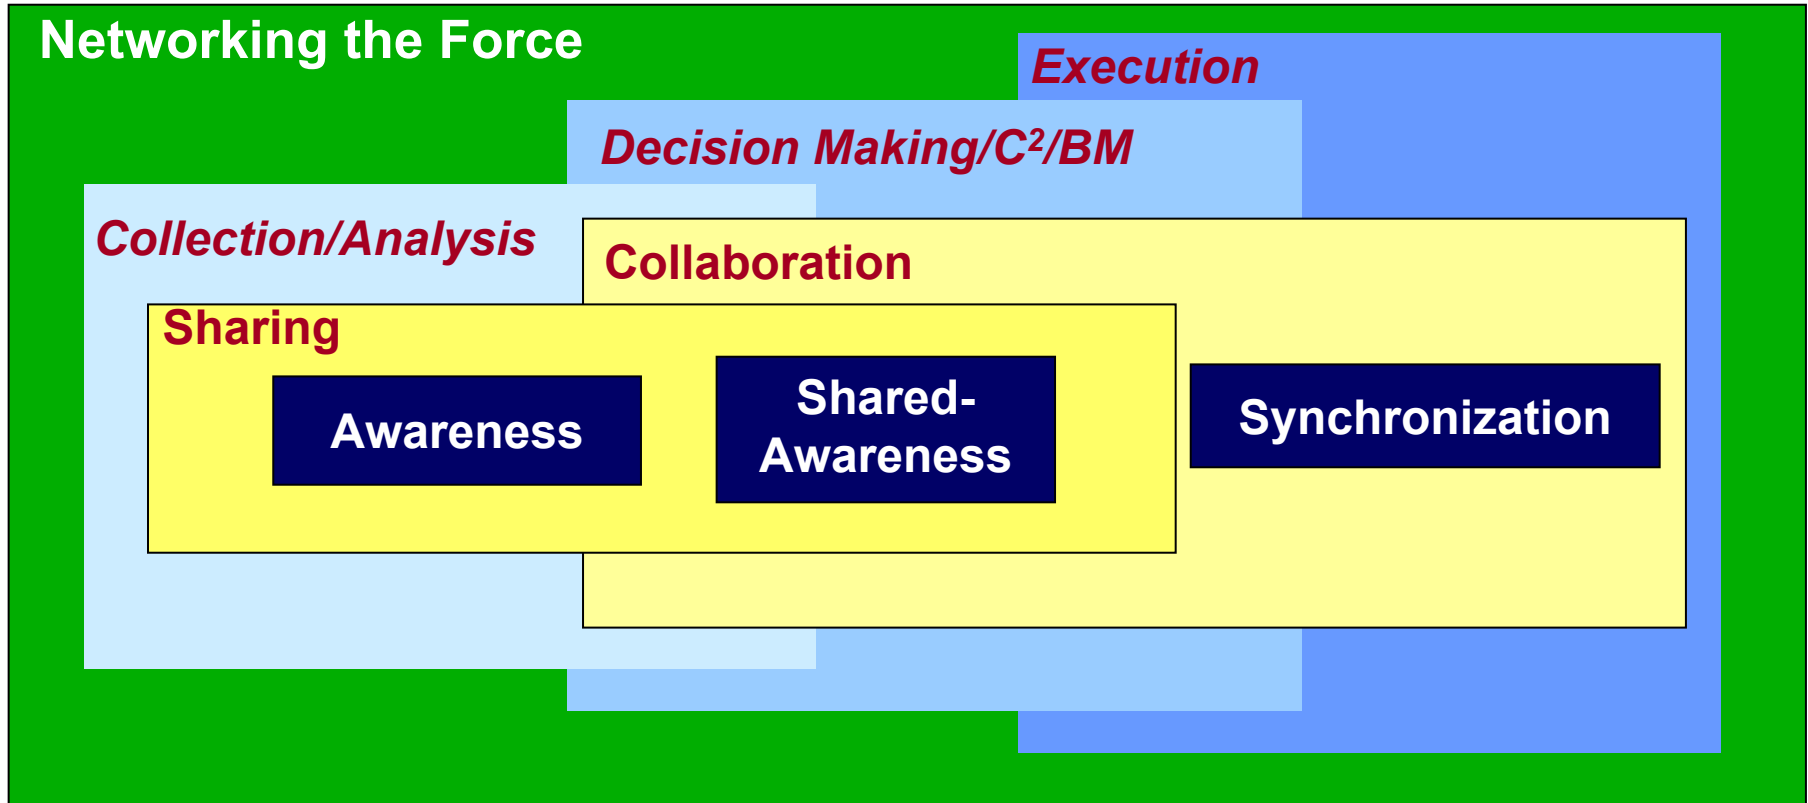 Networking the Force
Execution
Decision Making/C²/BM
Collection/Analysis
Collaboration
Sharing
Awareness
Shared-
Awareness
Synchronization